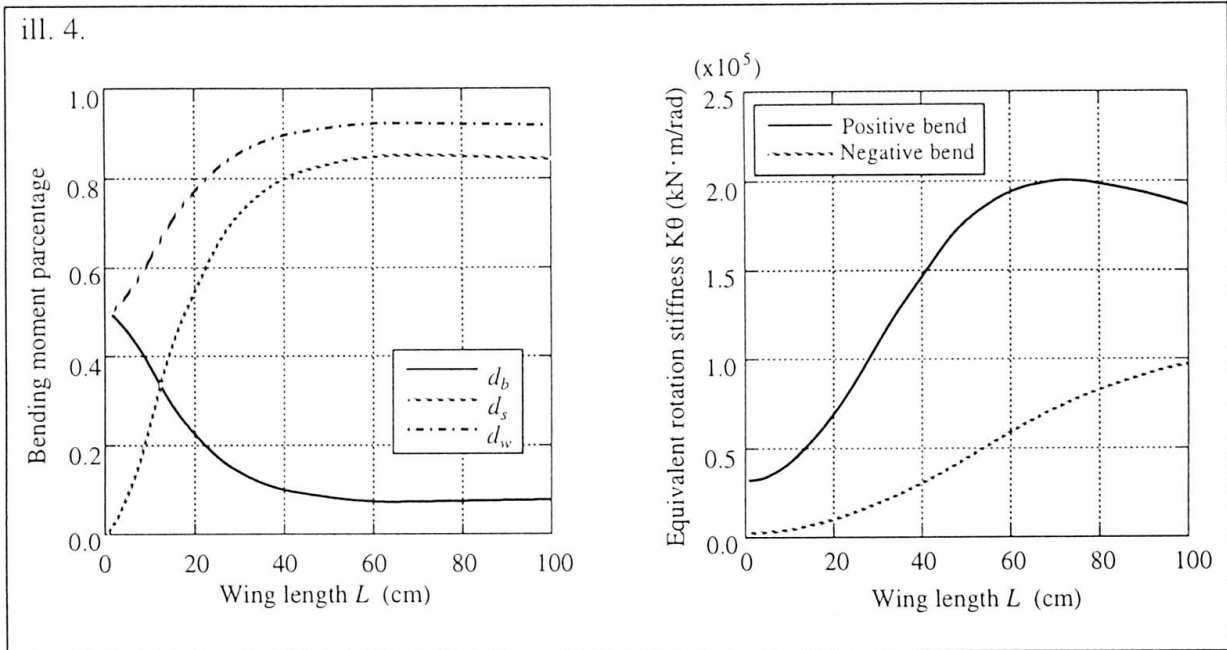 ill. 4.
Bending moment parcentage
1.0
0.8
0.6
0.4
0.2
0.0
0 20 40 60 80 100
Wing length L (cm)
d_b
d_s
d_w
(x10⁵)
Equivalent rotation stiffness Kθ (kN·m/rad)
2.5
2.0
1.5
1.0
0.5
0.0
0 20 40 60 80 100
Wing length L (cm)
Positive bend
Negative bend